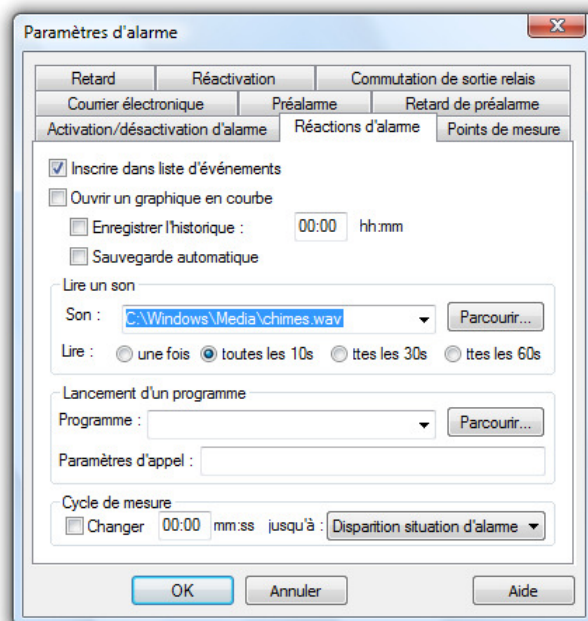 Paramètres d'alarme
Retard Réactivation Commutation de sortie relais
Courrier électronique Préalarme Retard de préalarme
Activation/désactivation d'alarme Réactions d'alarme Points de mesure
Inscrire dans liste d'événements
Ouvrir un graphique en courbe
Enregistrer l'historique : 00:00 hh:mm
Sauvegarde automatique
Lire un son
Son : C:\Windows\Media\chimes.wav Parcourir...
Lire : une fois toutes les 10s ttes les 30s ttes les 60s
Lancement d'un programme
Programme : Parcourir...
Paramètres d'appel :
Cycle de mesure
Changer 00:00 mm:ss jusqu'à : Disparition situation d'alarme
OK Annuler Aide